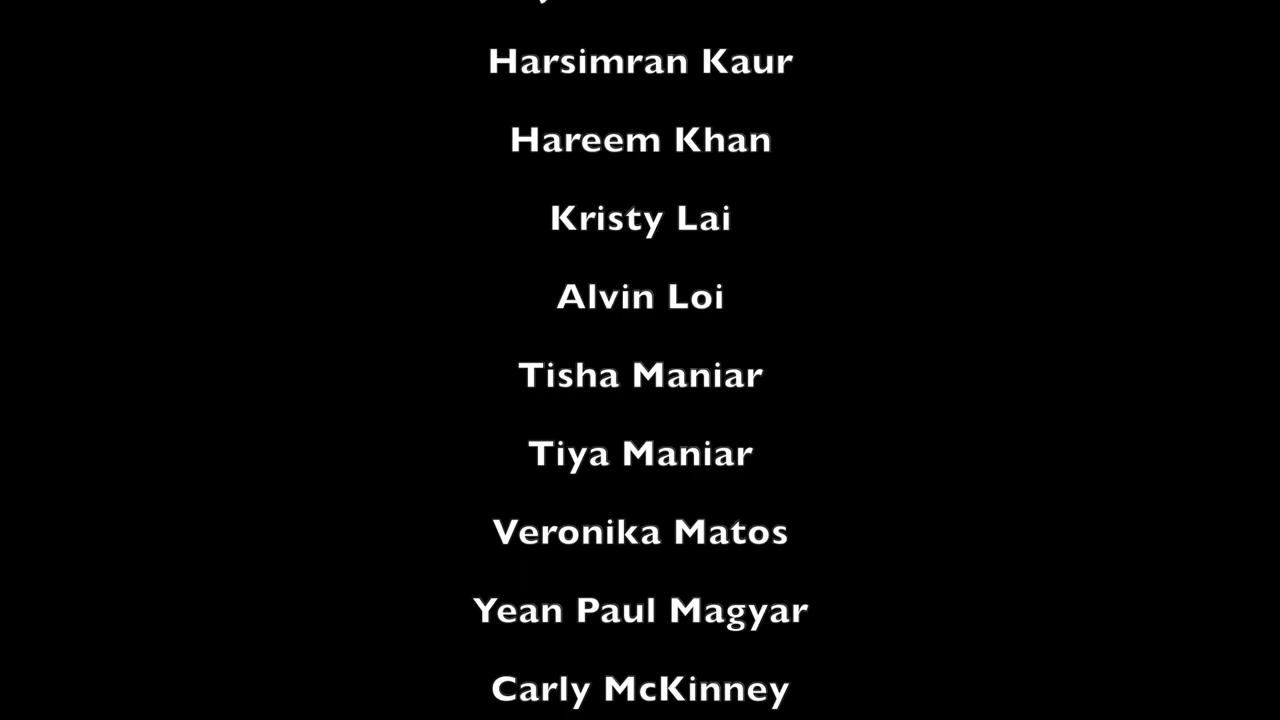 Harsimran Kaur
Hareem Khan
Kristy Lai
Alvin Loi
Tisha Maniar
Tiya Maniar
Veronika Matos
Yean Paul Magyar
Carly McKinney